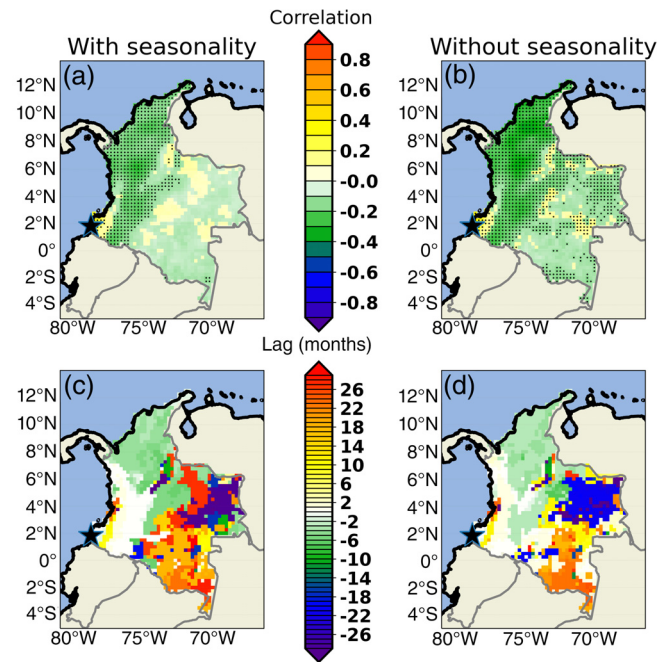 Correlation
With seasonality
Without seasonality
(a)
12°N
10°N
8°N
6°N
4°N
2°N
0°
2°S
4°S
80°W 75°W 70°W
0.8
0.6
0.4
0.2
-0.0
-0.2
-0.4
-0.6
-0.8
(b)
12°N
10°N
8°N
6°N
4°N
2°N
0°
2°S
4°S
80°W 75°W 70°W
Lag (months)
(c)
12°N
10°N
8°N
6°N
4°N
2°N
0°
2°S
4°S
80°W 75°W 70°W
26
22
18
14
10
6
2
-2
-6
-10
-14
-18
-22
-26
(d)
12°N
10°N
8°N
6°N
4°N
2°N
0°
2°S
4°S
80°W 75°W 70°W